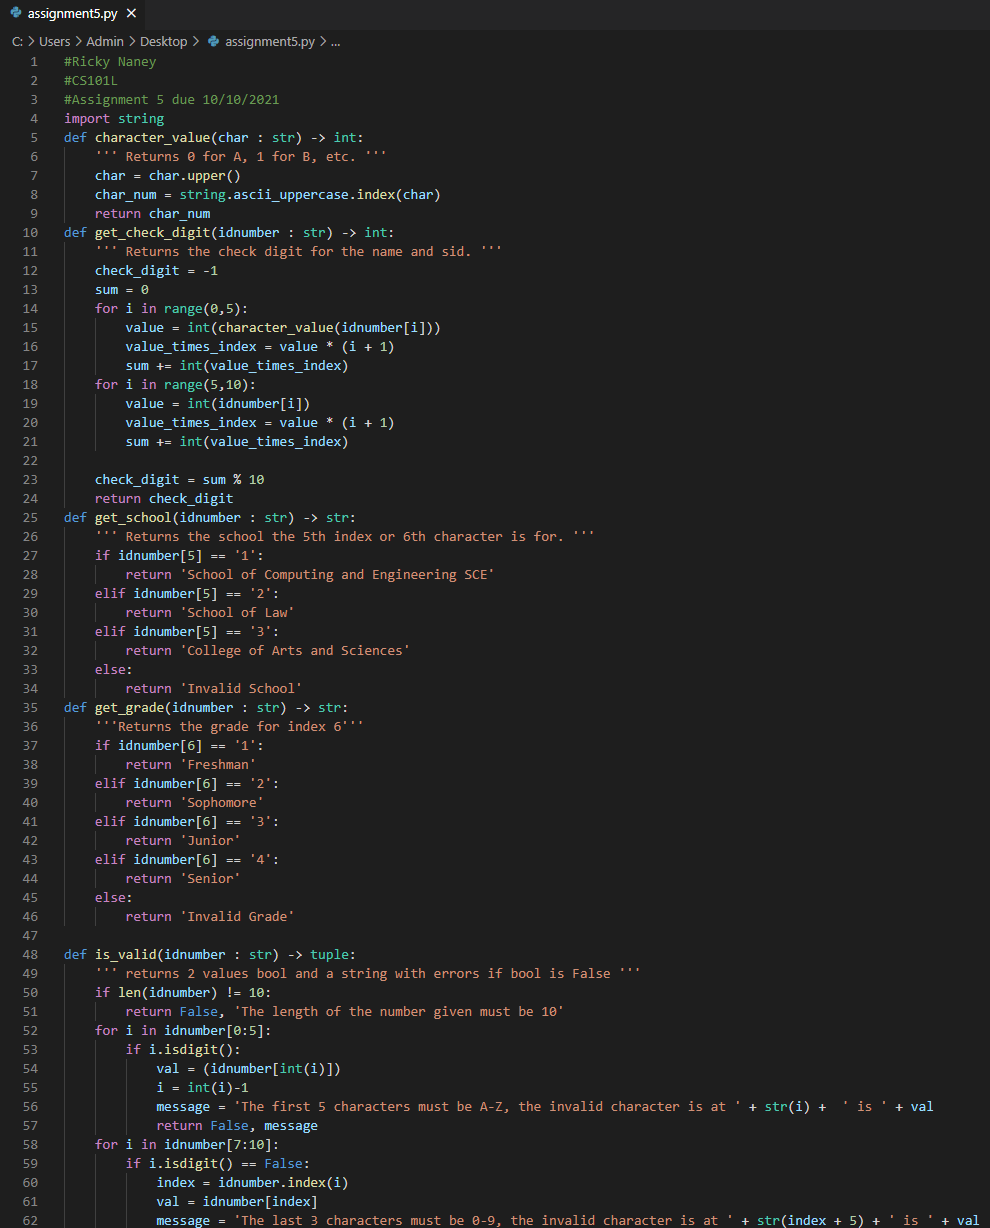 assignment5.py ×
C: > Users > Admin > Desktop > assignment5.py > ...
1 #Ricky Naney
2 #CS101L
3 #Assignment 5 due 10/10/2021
4 import string
5 def character_value(char : str) -> int:
6     ''' Returns 0 for A, 1 for B, etc. '''
7     char = char.upper()
8     char_num = string.ascii_uppercase.index(char)
9     return char_num
10 def get_check_digit(idnumber : str) -> int:
11     ''' Returns the check digit for the name and sid. '''
12     check_digit = -1
13     sum = 0
14     for i in range(0,5):
15         value = int(character_value(idnumber[i]))
16         value_times_index = value * (i + 1)
17         sum += int(value_times_index)
18     for i in range(5,10):
19         value = int(idnumber[i])
20         value_times_index = value * (i + 1)
21         sum += int(value_times_index)
22
23     check_digit = sum % 10
24     return check_digit
25 def get_school(idnumber : str) -> str:
26     ''' Returns the school the 5th index or 6th character is for. '''
27     if idnumber[5] == '1':
28         return 'School of Computing and Engineering SCE'
29     elif idnumber[5] == '2':
30         return 'School of Law'
31     elif idnumber[5] == '3':
32         return 'College of Arts and Sciences'
33     else:
34         return 'Invalid School'
35 def get_grade(idnumber : str) -> str:
36     '''Returns the grade for index 6'''
37     if idnumber[6] == '1':
38         return 'Freshman'
39     elif idnumber[6] == '2':
40         return 'Sophomore'
41     elif idnumber[6] == '3':
42         return 'Junior'
43     elif idnumber[6] == '4':
44         return 'Senior'
45     else:
46         return 'Invalid Grade'
47
48 def is_valid(idnumber : str) -> tuple:
49     ''' returns 2 values bool and a string with errors if bool is False '''
50     if len(idnumber) != 10:
51         return False, 'The length of the number given must be 10'
52     for i in idnumber[0:5]:
53         if i.isdigit():
54             val = (idnumber[int(i)])
55             i = int(i)-1
56             message = 'The first 5 characters must be A-Z, the invalid character is at ' + str(i) +  ' is ' + val
57             return False, message
58     for i in idnumber[7:10]:
59         if i.isdigit() == False:
60             index = idnumber.index(i)
61             val = idnumber[index]
62             message = 'The last 3 characters must be 0-9, the invalid character is at ' + str(index + 5) + ' is ' + val